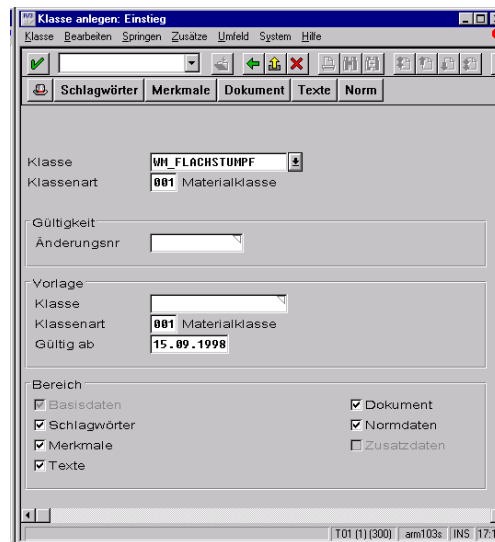 Klasse anlegen: Einstieg
Klasse Bearbeiten Springen Zusätze Umfeld System Hilfe
Schlagwörter Merkmale Dokument Texte Norm
Klasse WM_FLACHSTUMPF
Klassenart 001 Materialklasse
Gültigkeit
Änderungsnr
Vorlage
Klasse
Klassenart 001 Materialklasse
Gültig ab 15.09.1998
Bereich
Basisdaten Dokument
Schlagwörter Normdaten
Merkmale Zusatzdaten
Texte
T01 (1) (300) arm103s INS 17:1